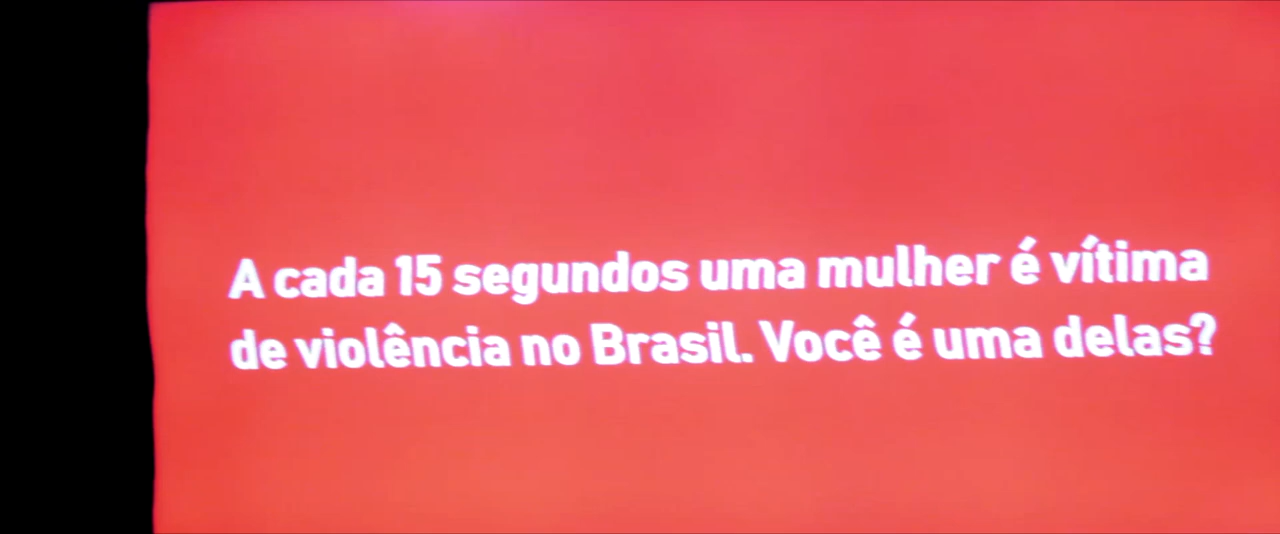 A cada 15 segundos uma mulher é vítima
de violência no Brasil. Você é uma delas?